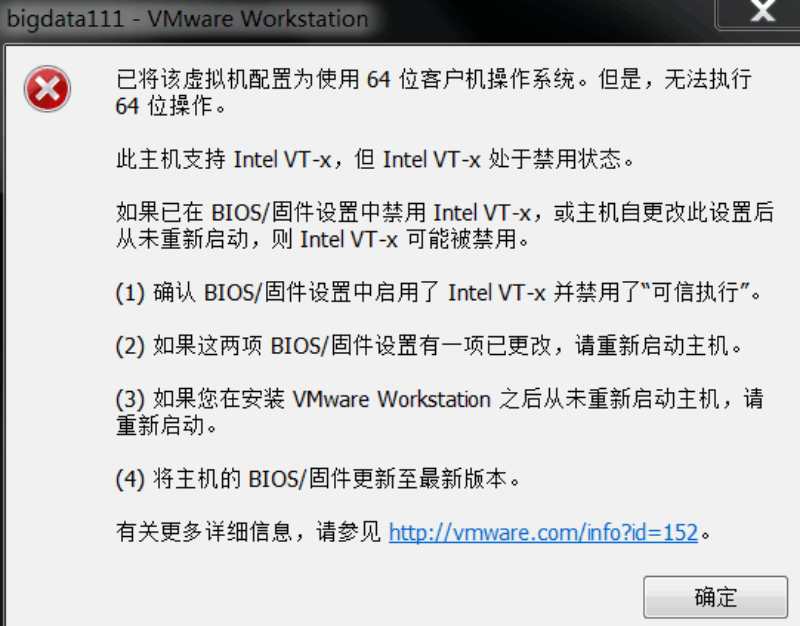 bigdata111 - VMware Workstation
已将该虚拟机配置为使用 64 位客户机操作系统。但是，无法执行
64 位操作。
此主机支持 Intel VT-x，但 Intel VT-x 处于禁用状态。
如果已在 BIOS/固件设置中禁用 Intel VT-x，或主机自更改此设置后
从未重新启动，则 Intel VT-x 可能被禁用。
(1) 确认 BIOS/固件设置中启用了 Intel VT-x 并禁用了“可信执行”。
(2) 如果这两项 BIOS/固件设置有一项已更改，请重新启动主机。
(3) 如果您在安装 VMware Workstation 之后从未重新启动主机，请
重新启动。
(4) 将主机的 BIOS/固件更新至最新版本。
有关更多详细信息，请参见 http://vmware.com/info?id=152。
确定